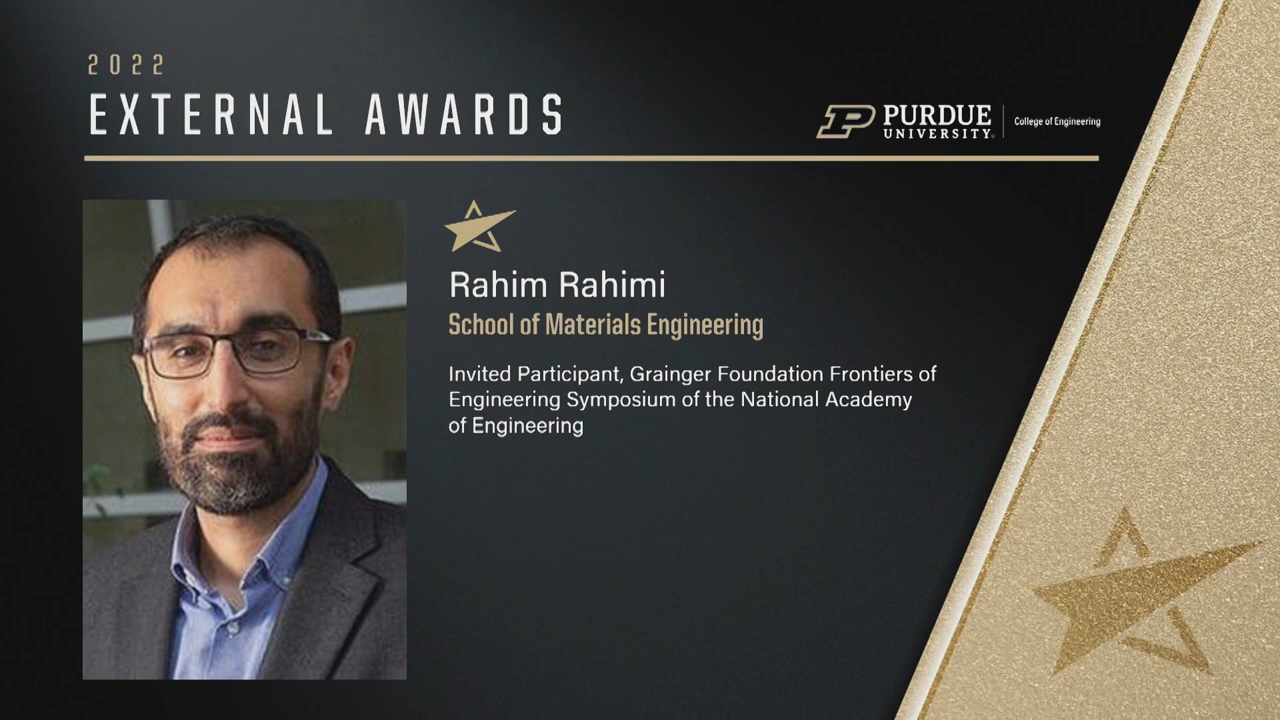 2022
EXTERNAL AWARDS
P PURDUE UNIVERSITY. College of Engineering
Rahim Rahimi
School of Materials Engineering
Invited Participant, Grainger Foundation Frontiers of
Engineering Symposium of the National Academy
of Engineering